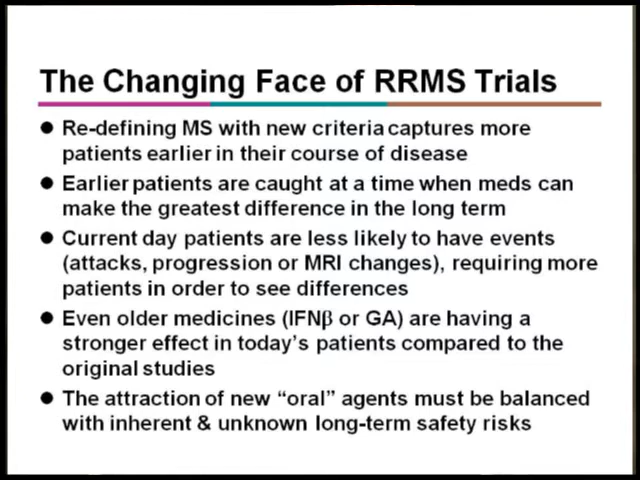 The Changing Face of RRMS Trials
● Re-defining MS with new criteria captures more
patients earlier in their course of disease
● Earlier patients are caught at a time when meds can
make the greatest difference in the long term
● Current day patients are less likely to have events
(attacks, progression or MRI changes), requiring more
patients in order to see differences
● Even older medicines (IFNβ or GA) are having a
stronger effect in today's patients compared to the
original studies
● The attraction of new “oral” agents must be balanced
with inherent & unknown long-term safety risks